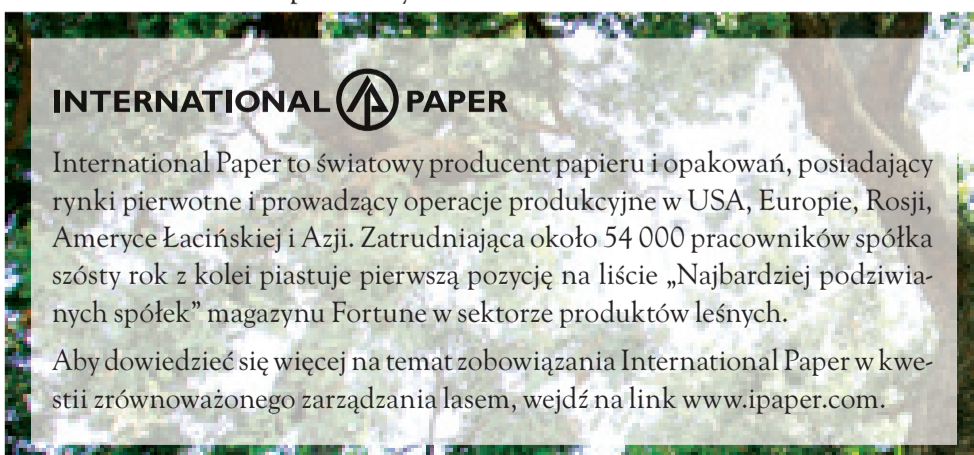 INTERNATIONAL PAPER
International Paper to światowy producent papieru i opakowań, posiadający
rynki pierwotne i prowadzący operacje produkcyjne w USA, Europie, Rosji,
Ameryce Łacińskiej i Azji. Zatrudniająca około 54 000 pracowników spółka
szósty rok z kolei piastuje pierwszą pozycję na liście „Najbardziej podziwia-
nych spółek” magazynu Fortune w sektorze produktów leśnych.
Aby dowiedzieć się więcej na temat zobowiązania International Paper w kwe-
stii zrównoważonego zarządzania lasem, wejdź na link www.ipaper.com.